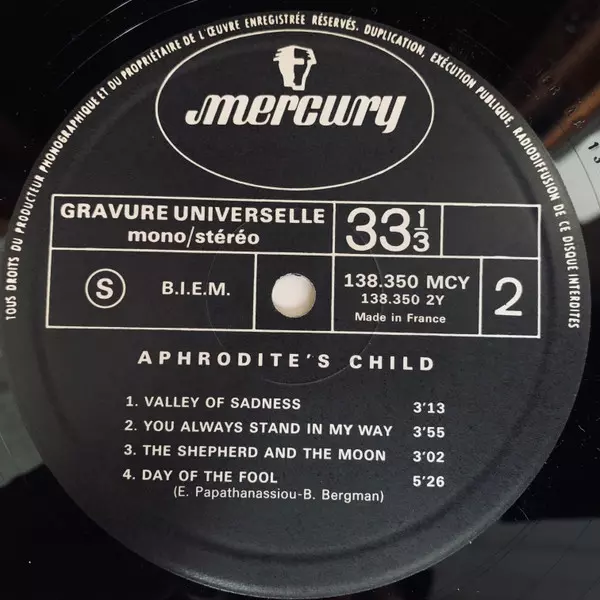 TOUS DROITS DU PRODUCTEUR PHONOGRAPHIQUE ET DU PROPRIÉTAIRE DE L'ŒUVRE ENREGISTRÉE RÉSERVÉS. DUPLICATION, EXÉCUTION PUBLIQUE, RADIODIFFUSION DE CE DISQUE INTERDITES
mercury
GRAVURE UNIVERSELLE
mono/stéréo
33 1/3
S
B.I.E.M.
138.350 MCY
138.350 2Y
Made in France
2
APHRODITE'S CHILD
1. VALLEY OF SADNESS 3'13
2. YOU ALWAYS STAND IN MY WAY 3'55
3. THE SHEPHERD AND THE MOON 3'02
4. DAY OF THE FOOL 5'26
(E. Papathanassiou-B. Bergman)